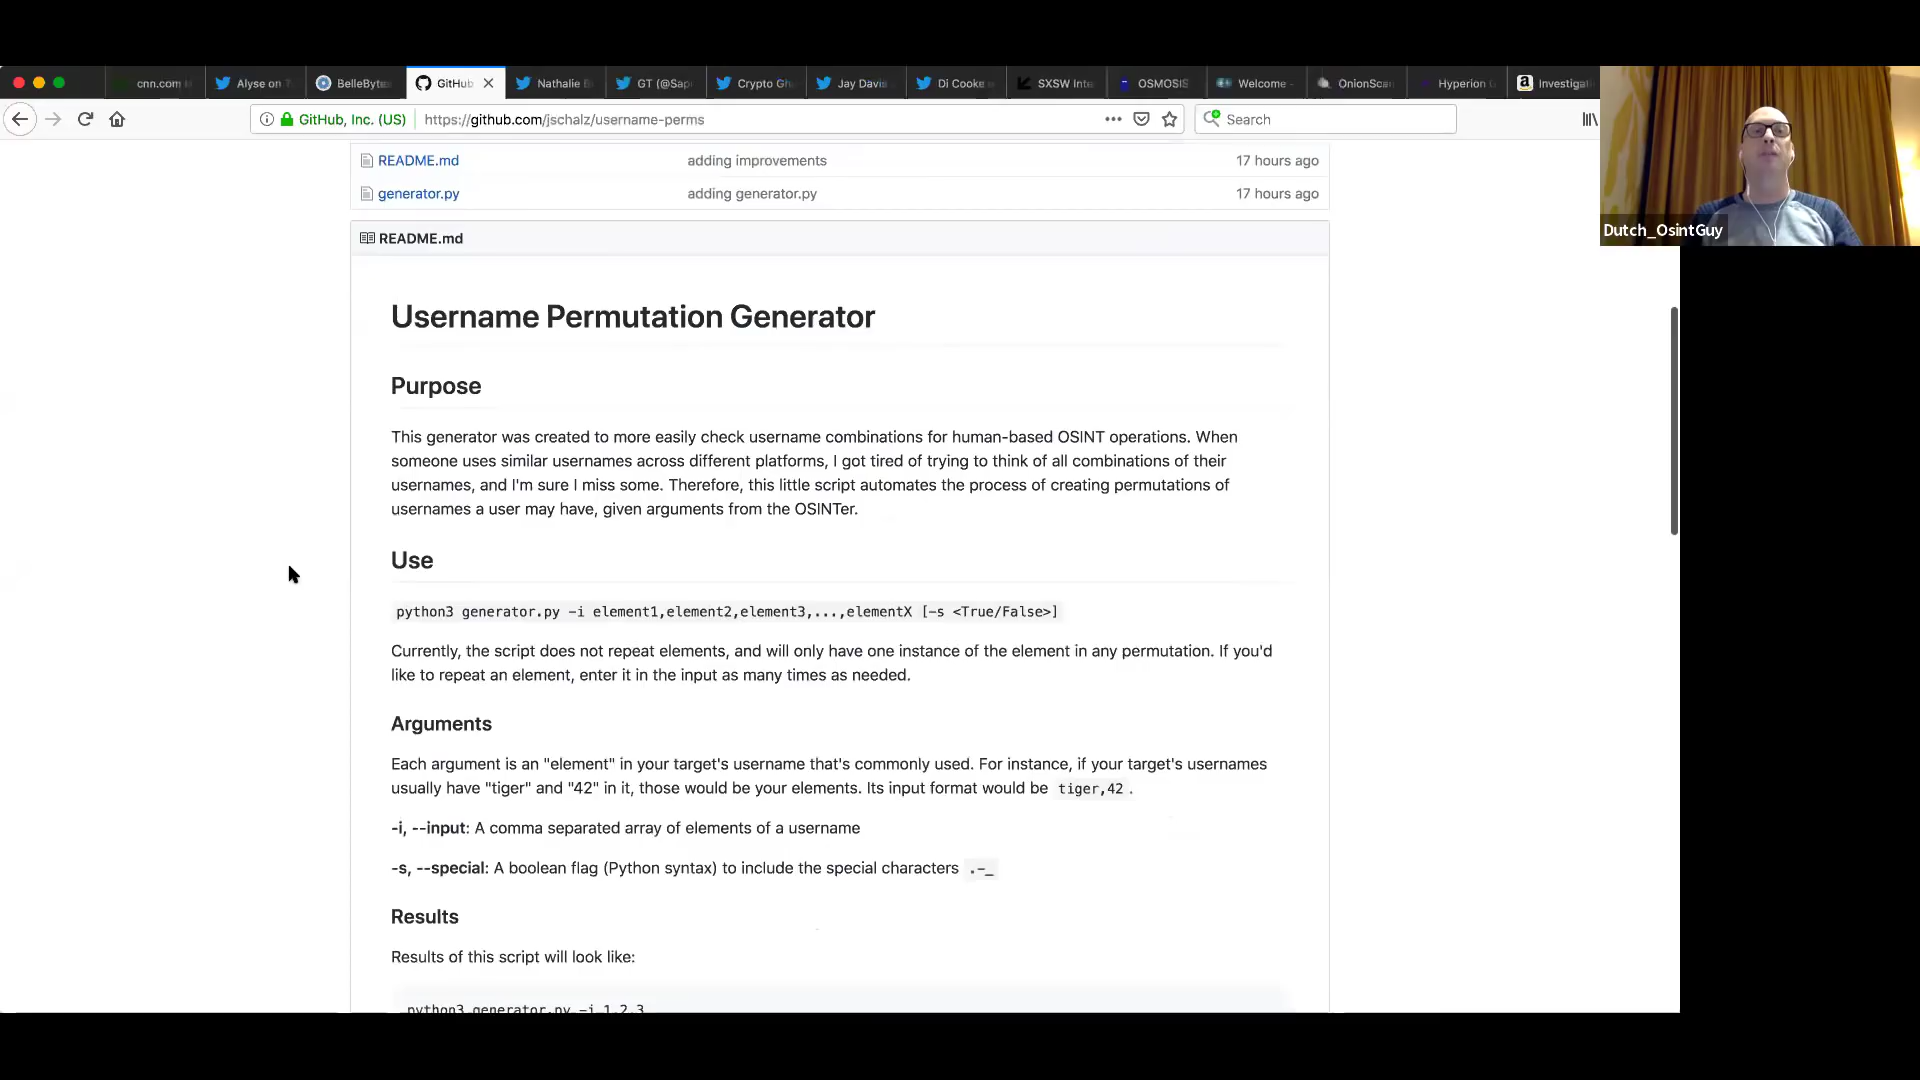 cnn.com
Alyse on
BelleByte
GitHub
Nathalie B
GT (@Sap
Crypto Gh
Jay Davis
Di Cooke
SXSW Inte
OSMOSIS
Welcome -
OnionScan
Hyperion
Investigati
GitHub, Inc. (US)
https://github.com/jschalz/username-perms
Search
Dutch_OsintGuy
README.md adding improvements 17 hours ago
generator.py adding generator.py 17 hours ago
README.md
Username Permutation Generator
Purpose
This generator was created to more easily check username combinations for human-based OSINT operations. When
someone uses similar usernames across different platforms, I got tired of trying to think of all combinations of their
usernames, and I'm sure I miss some. Therefore, this little script automates the process of creating permutations of
usernames a user may have, given arguments from the OSINTer.
Use
python3 generator.py -i element1,element2,element3,...,elementX [-s <True/False>]
Currently, the script does not repeat elements, and will only have one instance of the element in any permutation. If you'd
like to repeat an element, enter it in the input as many times as needed.
Arguments
Each argument is an "element" in your target's username that's commonly used. For instance, if your target's usernames
usually have "tiger" and "42" in it, those would be your elements. Its input format would be tiger,42 .
-i, --input: A comma separated array of elements of a username
-s, --special: A boolean flag (Python syntax) to include the special characters .-_
Results
Results of this script will look like:
python3 generator.py -i 1,2,3